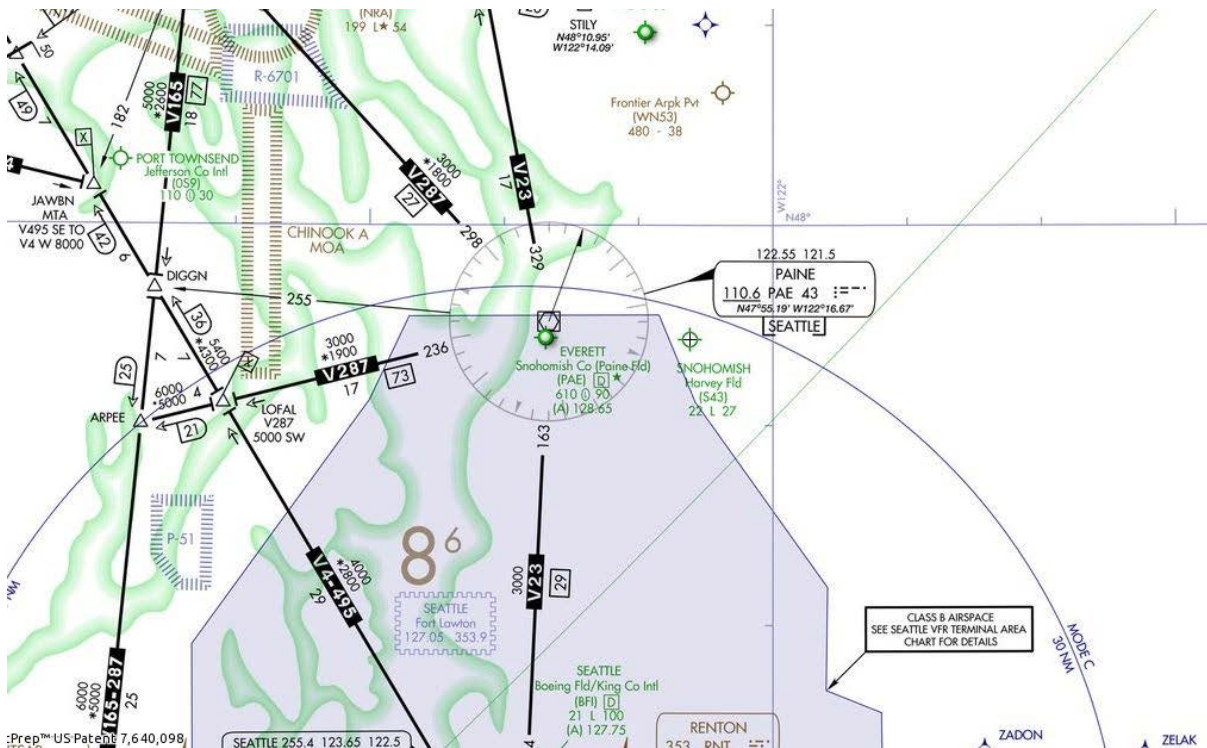 (NRA)
199 L★ 54
STILY
N48°10.95'
W122°14.09'
50
R-6701
V165
5000
*2600
18
77
182
49
7
X
Frontier Arpk Pvt
(WN53)
480 - 38
PORT TOWNSEND
Jefferson Co Intl
(0S9)
110 30
3000
*1800
V287
27
298
V23
17
329
JAWBN
MTA
V495 SE TO
V4 W 8000
42
6
W122°
N48°
CHINOOK A
MOA
122.55 121.5
PAINE
110.6 PAE 43
N47°55.19' W122°16.67'
SEATTLE
DIGGN
255
36
5400
*4300
7
7
25
3000
*1900
V287
17
236
73
EVERETT
Snohomish Co (Paine Fld)
(PAE) D ★
610 90
(A) 128.65
SNOHOMISH
Harvey Fld
(S43)
22 L 27
6000
*5000
4
ARPEE
21
X
LOFAL
V287
5000 SW
163
P-51
8⁶
4000
*2800
V4-495
29
3000
V23
29
SEATTLE
Fort Lawton
127.05 353.9
NM
CLASS B AIRSPACE
SEE SEATTLE VFR TERMINAL AREA
CHART FOR DETAILS
MODE C
30 NM
6000
*5000
V165-287
25
SEATTLE
Boeing Fld/King Co Intl
(BFI) D
21 L 100
(A) 127.75
SEATTLE 255.4 123.65 122.5
RENTON
353 RNT
ZADON
ZELAK
Prep™ US Patent 7,640,098